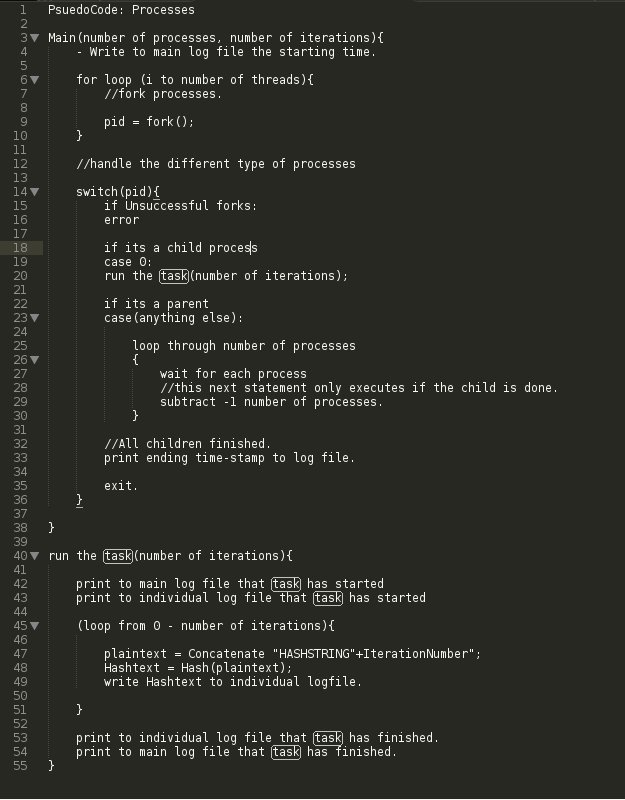 1 PsuedoCode: Processes
2
3 Main(number of processes, number of iterations){
4 - Write to main log file the starting time.
5
6 for loop (i to number of threads){
7 //fork processes.
8
9 pid = fork();
10 }
11
12 //handle the different type of processes
13
14 switch(pid){
15 if Unsuccessful forks:
16 error
17
18 if its a child process
19 case 0:
20 run the task(number of iterations);
21
22 if its a parent
23 case(anything else):
24
25 loop through number of processes
26 {
27 wait for each process
28 //this next statement only executes if the child is done.
29 subtract -1 number of processes.
30 }
31
32 //All children finished.
33 print ending time-stamp to log file.
34
35 exit.
36 }
37
38 }
39
40 run the task(number of iterations){
41
42 print to main log file that task has started
43 print to individual log file that task has started
44
45 (loop from 0 - number of iterations){
46
47 plaintext = Concatenate "HASHSTRING"+IterationNumber";
48 Hashtext = Hash(plaintext);
49 write Hashtext to individual logfile.
50
51 }
52
53 print to individual log file that task has finished.
54 print to main log file that task has finished.
55 }